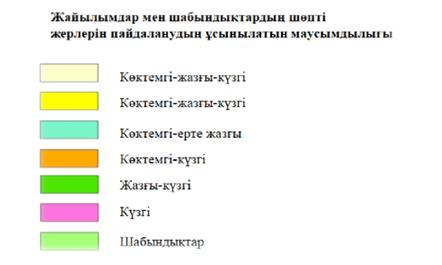 Жайылымдар мен шабындықтардың шөпті
жерлерін пайдаланудың ұсынылатын маусымдылығы
Көктемгі-жазғы-күзгі
Көктемгі-жазғы-күзгі
Көктемгі-ерте жазғы
Көктемгі-күзгі
Жазғы-күзгі
Күзгі
Шабындықтар